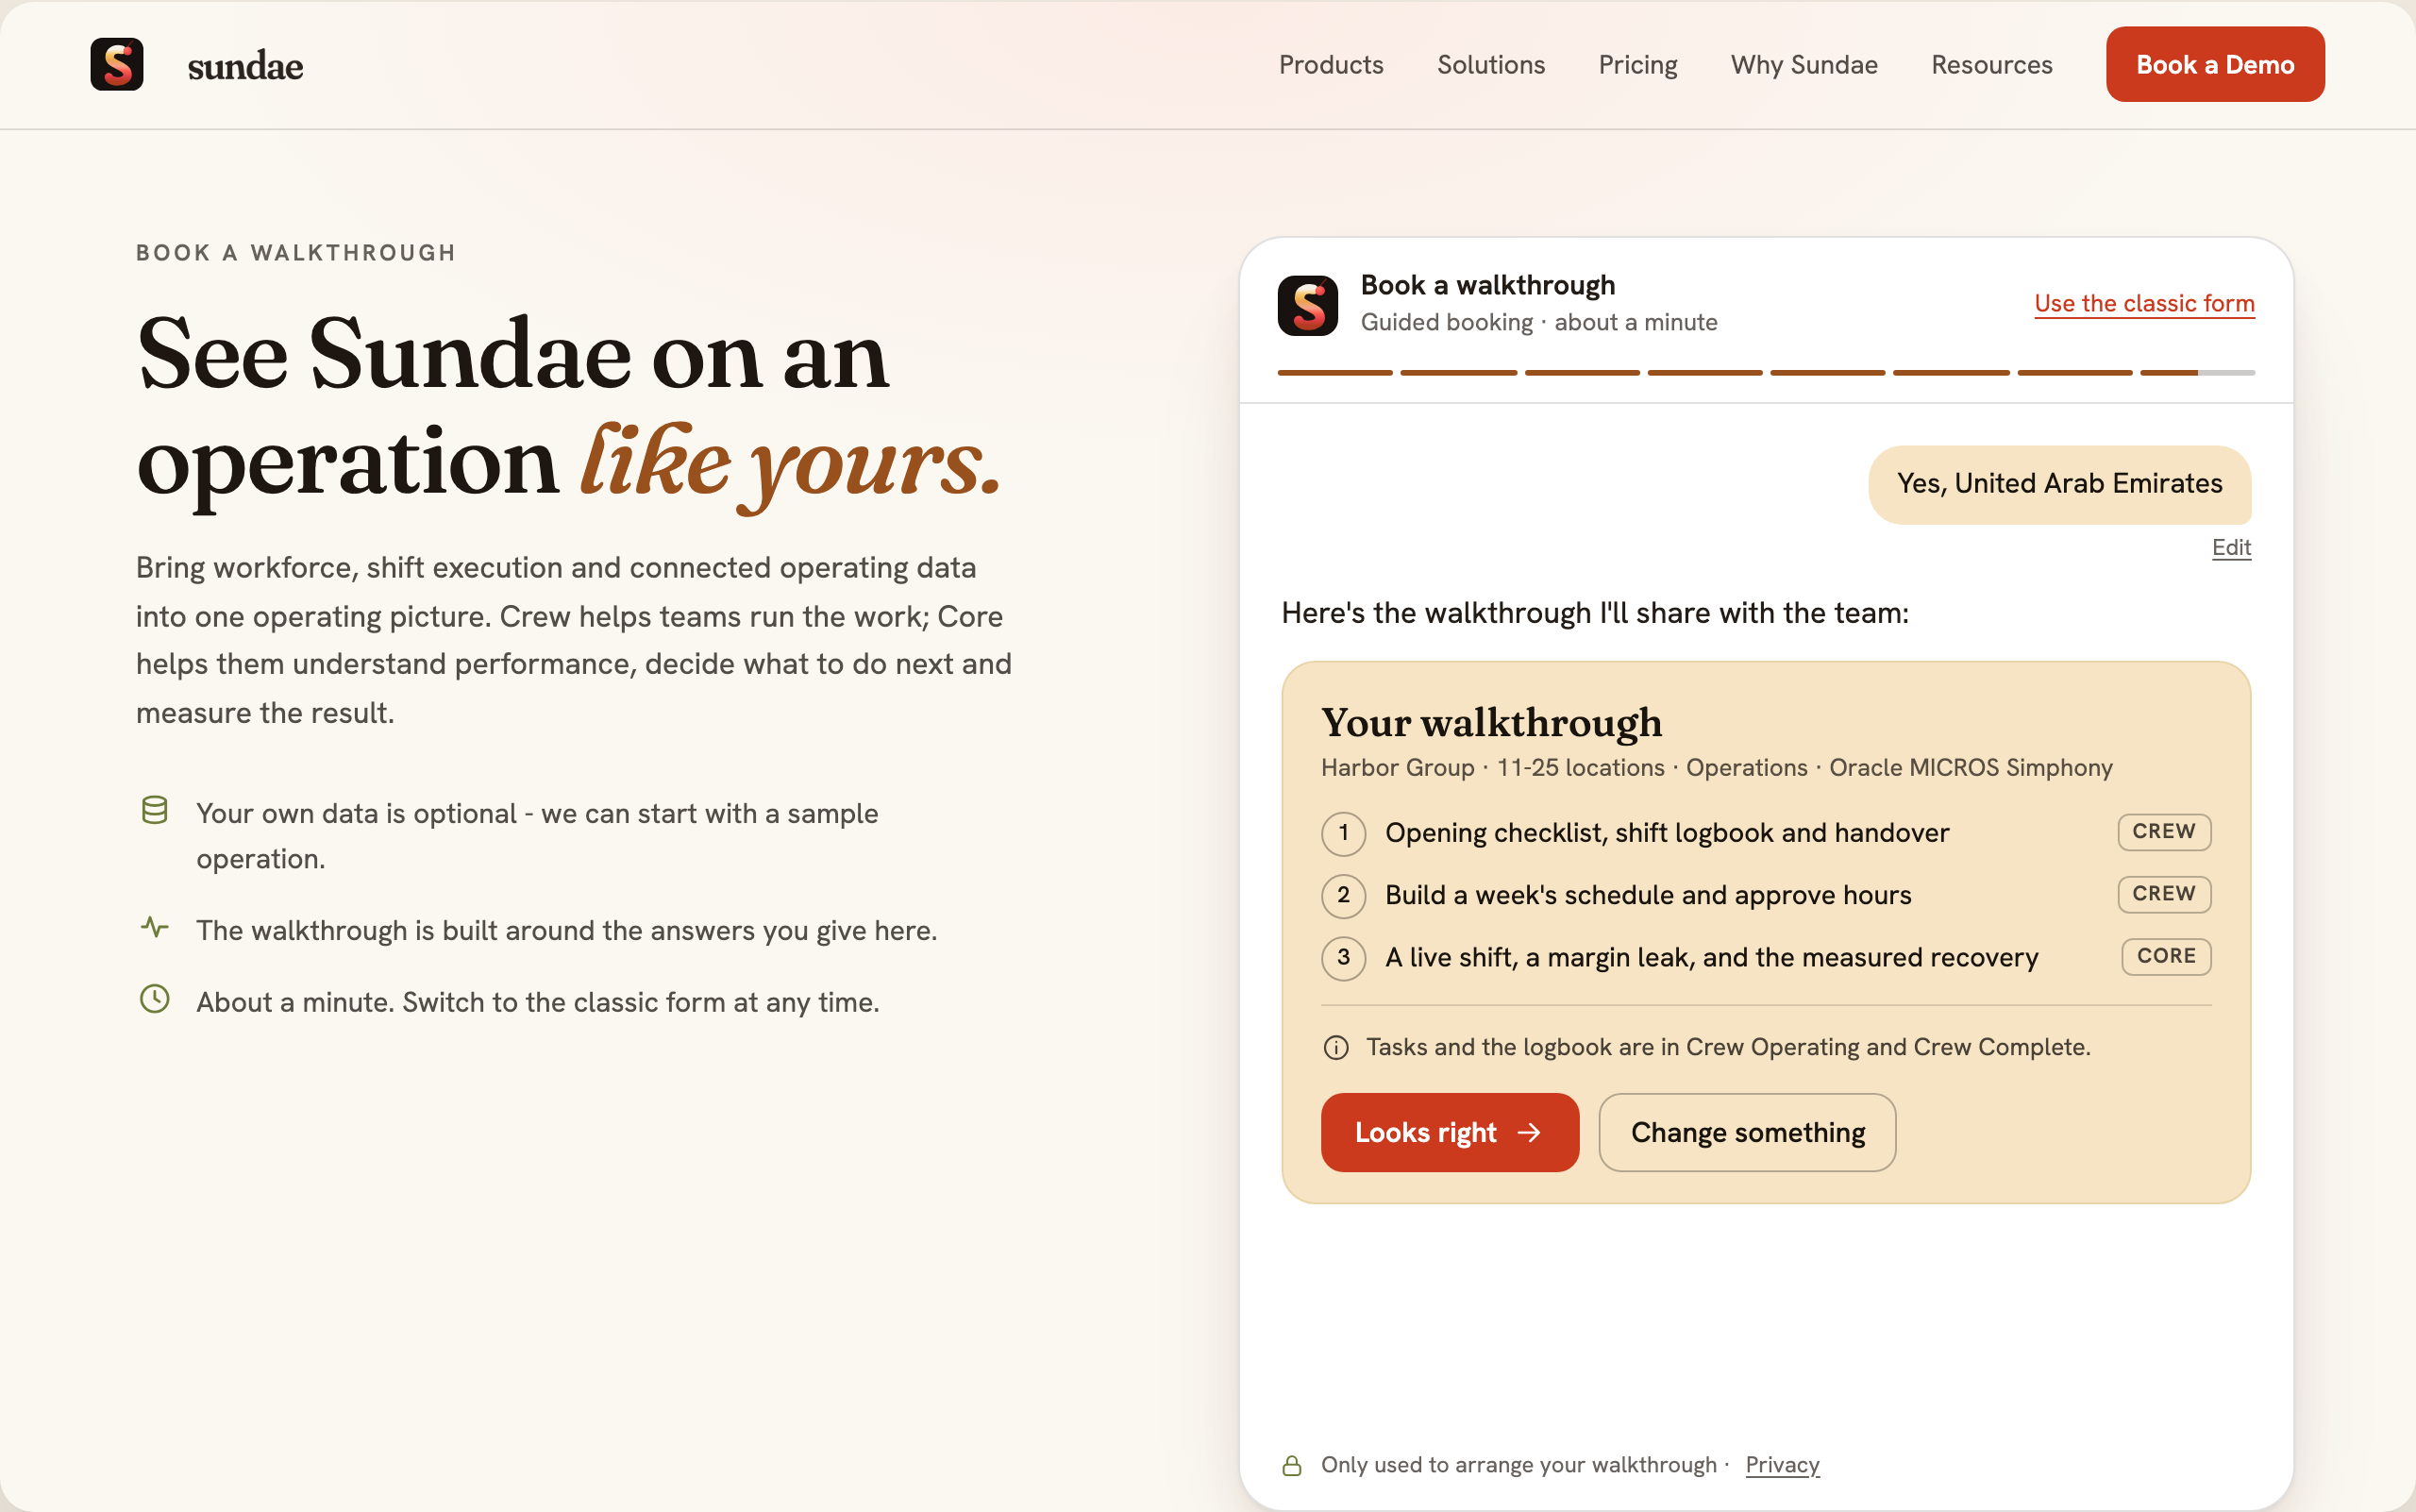 sundae
Products
Solutions
Pricing
Why Sundae
Resources
Book a Demo
BOOK A WALKTHROUGH
See Sundae on an
operation like yours.
Bring workforce, shift execution and connected operating data
into one operating picture. Crew helps teams run the work; Core
helps them understand performance, decide what to do next and
measure the result.
Your own data is optional - we can start with a sample
operation.
The walkthrough is built around the answers you give here.
About a minute. Switch to the classic form at any time.
Book a walkthrough
Guided booking · about a minute
Use the classic form
Yes, United Arab Emirates
Edit
Here's the walkthrough I'll share with the team:
Your walkthrough
Harbor Group · 11-25 locations · Operations · Oracle MICROS Simphony
1 Opening checklist, shift logbook and handover CREW
2 Build a week's schedule and approve hours CREW
3 A live shift, a margin leak, and the measured recovery CORE
Tasks and the logbook are in Crew Operating and Crew Complete.
Looks right →
Change something
Only used to arrange your walkthrough · Privacy